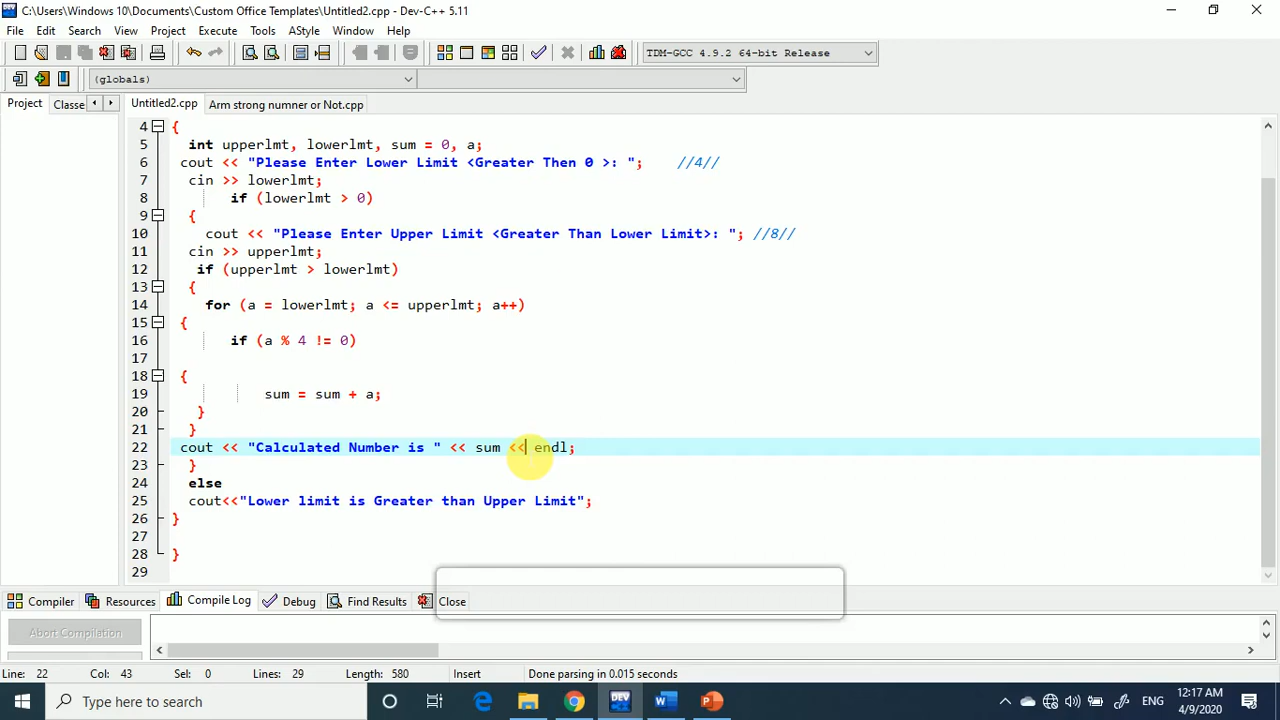 C:\Users\Windows 10\Documents\Custom Office Templates\Untitled2.cpp - Dev-C++ 5.11
File Edit Search View Project Execute Tools AStyle Window Help
TDM-GCC 4.9.2 64-bit Release
(globals)
Project Classe Untitled2.cpp Arm strong numner or Not.cpp
4 {
5 int upperlmt, lowerlmt, sum = 0, a;
6 cout << "Please Enter Lower Limit <Greater Then 0 >: "; //4//
7 cin >> lowerlmt;
8 if (lowerlmt > 0)
9 {
10 cout << "Please Enter Upper Limit <Greater Than Lower Limit>: "; //8//
11 cin >> upperlmt;
12 if (upperlmt > lowerlmt)
13 {
14 for (a = lowerlmt; a <= upperlmt; a++)
15 {
16 if (a % 4 != 0)
17
18 {
19 sum = sum + a;
20 }
21 }
22 cout << "Calculated Number is " << sum << endl;
23 }
24 else
25 cout<<"Lower limit is Greater than Upper Limit";
26 }
27
28 }
29
Compiler Resources Compile Log Debug Find Results Close
Abort Compilation
Line: 22 Col: 43 Sel: 0 Lines: 29 Length: 580 Insert Done parsing in 0.015 seconds
Type here to search
DEV
ENG
12:17 AM
4/9/2020